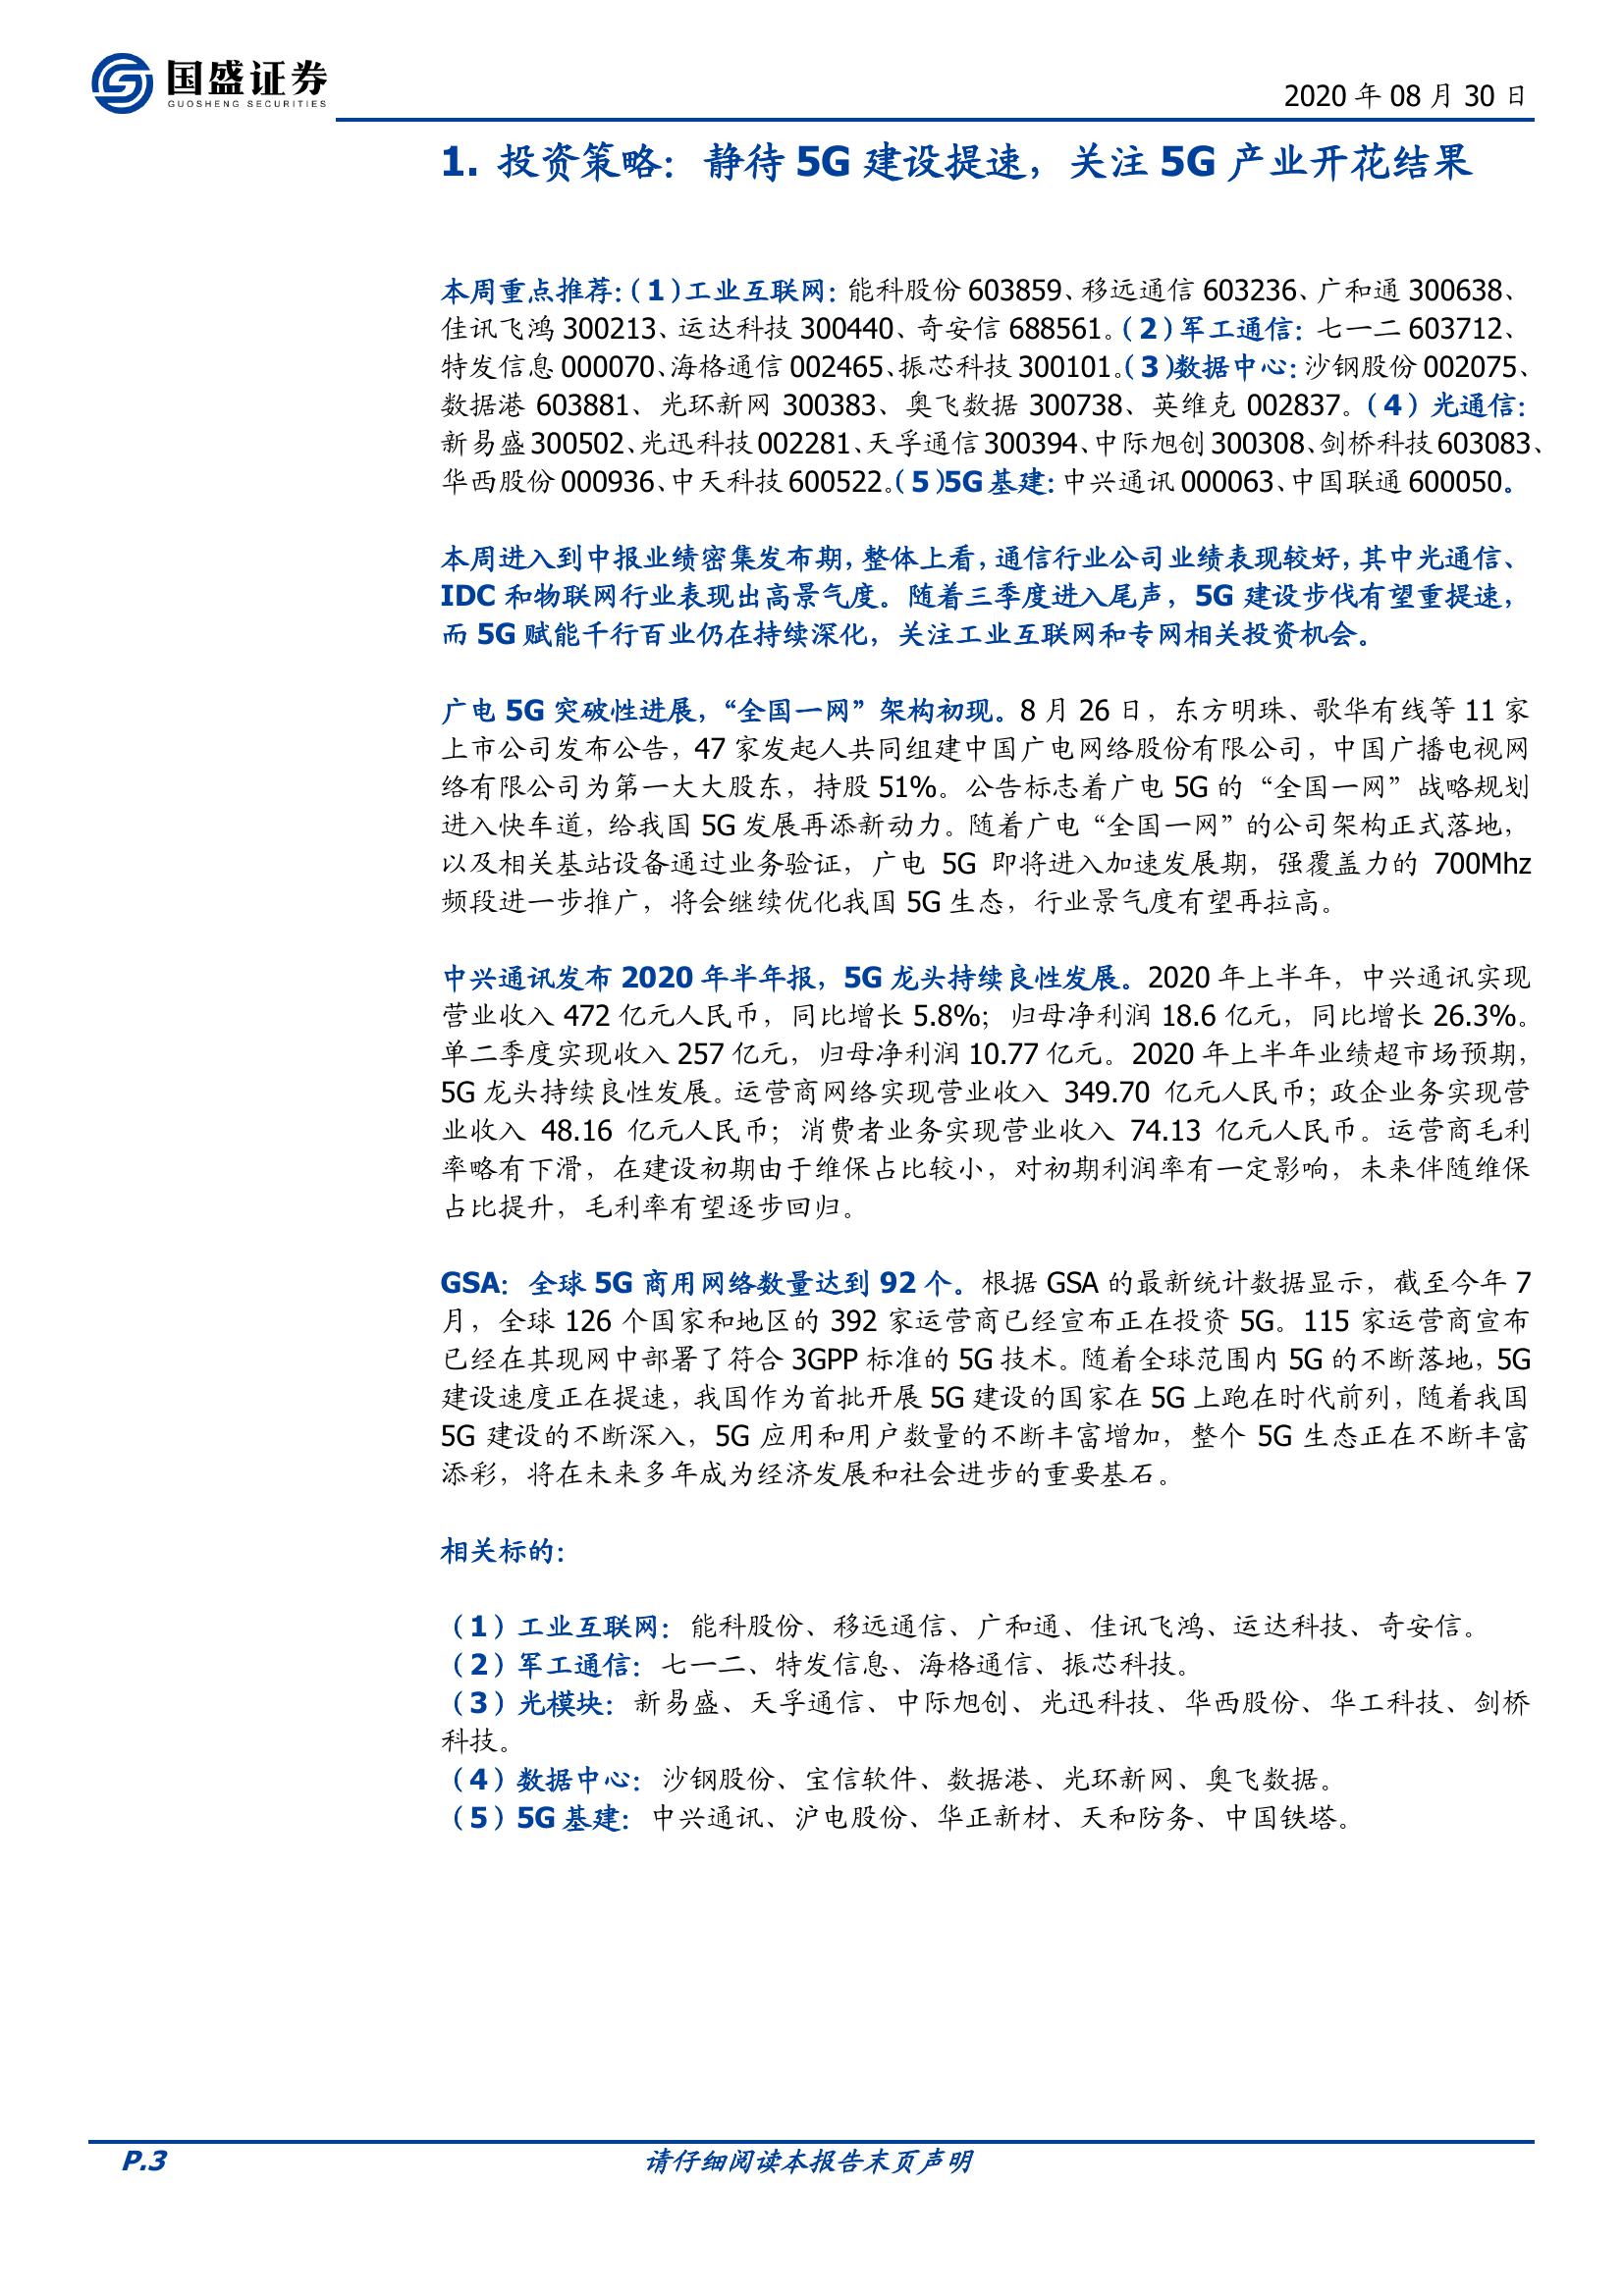 国盛证券
GUOSHENG SECURITIES
2020 年 08 月 30 日
1. 投资策略：静待 5G 建设提速，关注 5G 产业开花结果
本周重点推荐:（1）工业互联网：能科股份 603859、移远通信 603236、广和通 300638、
佳讯飞鸿 300213、运达科技 300440、奇安信 688561。（2）军工通信：七一二 603712、
特发信息 000070、海格通信 002465、振芯科技 300101。（3）数据中心：沙钢股份 002075、
数据港 603881、光环新网 300383、奥飞数据 300738、英维克 002837。（4）光通信：
新易盛 300502、光迅科技 002281、天孚通信 300394、中际旭创 300308、剑桥科技 603083、
华西股份 000936、中天科技 600522。（5）5G 基建：中兴通讯 000063、中国联通 600050。
本周进入到中报业绩密集发布期，整体上看，通信行业公司业绩表现较好，其中光通信、
IDC 和物联网行业表现出高景气度。随着三季度进入尾声，5G 建设步伐有望重提速，
而 5G 赋能千行百业仍在持续深化，关注工业互联网和专网相关投资机会。
广电 5G 突破性进展，“全国一网”架构初现。8 月 26 日，东方明珠、歌华有线等 11 家
上市公司发布公告，47 家发起人共同组建中国广电网络股份有限公司，中国广播电视网
络有限公司为第一大大股东，持股 51%。公告标志着广电 5G 的“全国一网”战略规划
进入快车道，给我国 5G 发展再添新动力。随着广电“全国一网”的公司架构正式落地，
以及相关基站设备通过业务验证，广电 5G 即将进入加速发展期，强覆盖力的 700Mhz
频段进一步推广，将会继续优化我国 5G 生态，行业景气度有望再拉高。
中兴通讯发布 2020 年半年报，5G 龙头持续良性发展。2020 年上半年，中兴通讯实现
营业收入 472 亿元人民币，同比增长 5.8%；归母净利润 18.6 亿元，同比增长 26.3%。
单二季度实现收入 257 亿元，归母净利润 10.77 亿元。2020 年上半年业绩超市场预期，
5G 龙头持续良性发展。运营商网络实现营业收入 349.70 亿元人民币；政企业务实现营
业收入 48.16 亿元人民币；消费者业务实现营业收入 74.13 亿元人民币。运营商毛利
率略有下滑，在建设初期由于维保占比较小，对初期利润率有一定影响，未来伴随维保
占比提升，毛利率有望逐步回归。
GSA：全球 5G 商用网络数量达到 92 个。根据 GSA 的最新统计数据显示，截至今年 7
月，全球 126 个国家和地区的 392 家运营商已经宣布正在投资 5G。115 家运营商宣布
已经在其现网中部署了符合 3GPP 标准的 5G 技术。随着全球范围内 5G 的不断落地，5G
建设速度正在提速，我国作为首批开展 5G 建设的国家在 5G 上跑在时代前列，随着我国
5G 建设的不断深入，5G 应用和用户数量的不断丰富增加，整个 5G 生态正在不断丰富
添彩，将在未来多年成为经济发展和社会进步的重要基石。
相关标的：
（1）工业互联网：能科股份、移远通信、广和通、佳讯飞鸿、运达科技、奇安信。
（2）军工通信：七一二、特发信息、海格通信、振芯科技。
（3）光模块：新易盛、天孚通信、中际旭创、光迅科技、华西股份、华工科技、剑桥
科技。
（4）数据中心：沙钢股份、宝信软件、数据港、光环新网、奥飞数据。
（5）5G 基建：中兴通讯、沪电股份、华正新材、天和防务、中国铁塔。
P.3
请仔细阅读本报告末页声明